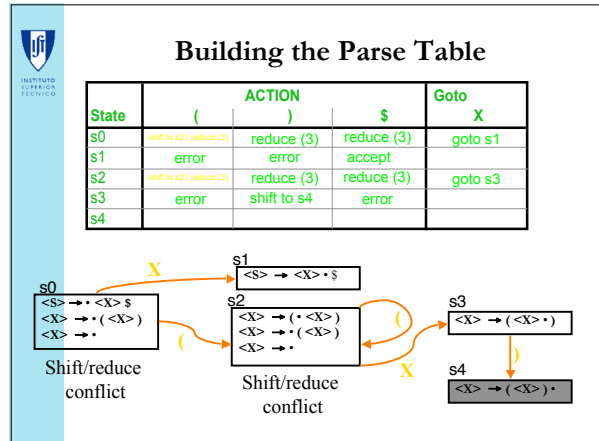 INSTITUTO
SUPERIOR
TECNICO
Building the Parse Table
ACTION Goto
State ( ) $ X
s0 shift to s2 / reduce (3) reduce (3) reduce (3) goto s1
s1 error error accept
s2 shift to s2 / reduce (3) reduce (3) reduce (3) goto s3
s3 error shift to s4 error
s4
s0
<S> → • <X> $
<X> → • ( <X> )
<X> → •
Shift/reduce
conflict
X
(
s1
<S> → <X> • $
s2
<X> → ( • <X> )
<X> → • ( <X> )
<X> → •
Shift/reduce
conflict
(
X
s3
<X> → ( <X> • )
)
s4
<X> → ( <X> ) •